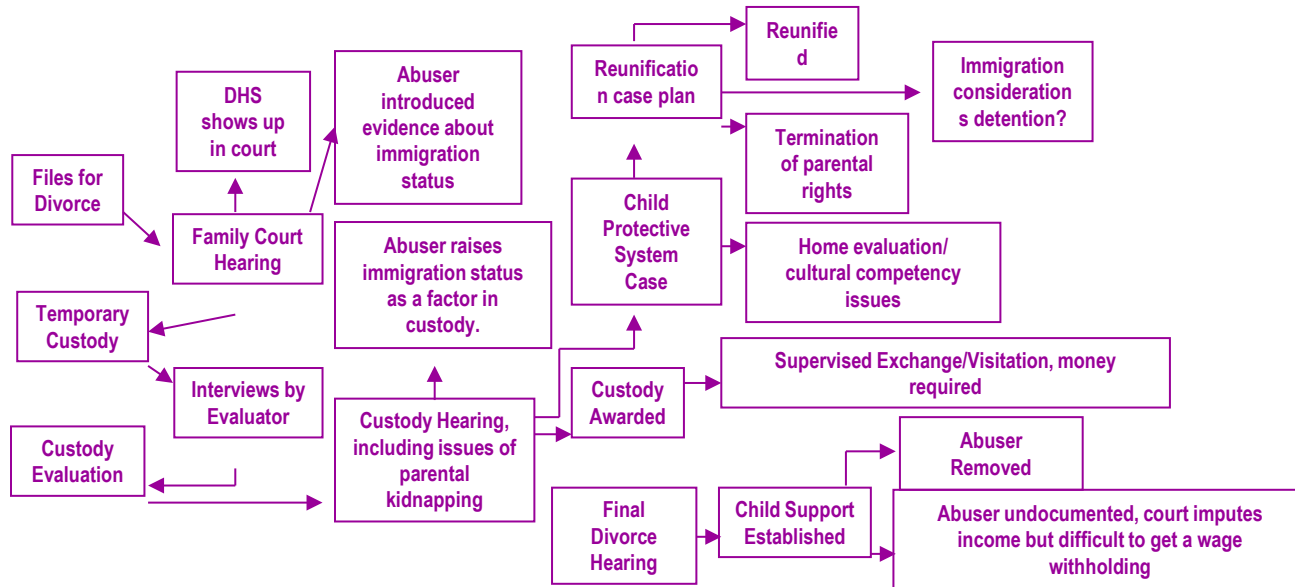 Files for
Divorce
DHS
shows up
in court
Family Court
Hearing
Abuser
introduced
evidence about
immigration
status
Temporary
Custody
Interviews by
Evaluator
Custody
Evaluation
Abuser raises
immigration status
as a factor in
custody.
Custody Hearing,
including issues of
parental
kidnapping
Reunificatio
n case plan
Reunifie
d
Immigration
consideration
s detention?
Termination
of parental
rights
Child
Protective
System
Case
Home evaluation/
cultural competency
issues
Custody
Awarded
Supervised Exchange/Visitation, money
required
Final
Divorce
Hearing
Child Support
Established
Abuser
Removed
Abuser undocumented, court imputes
income but difficult to get a wage
withholding